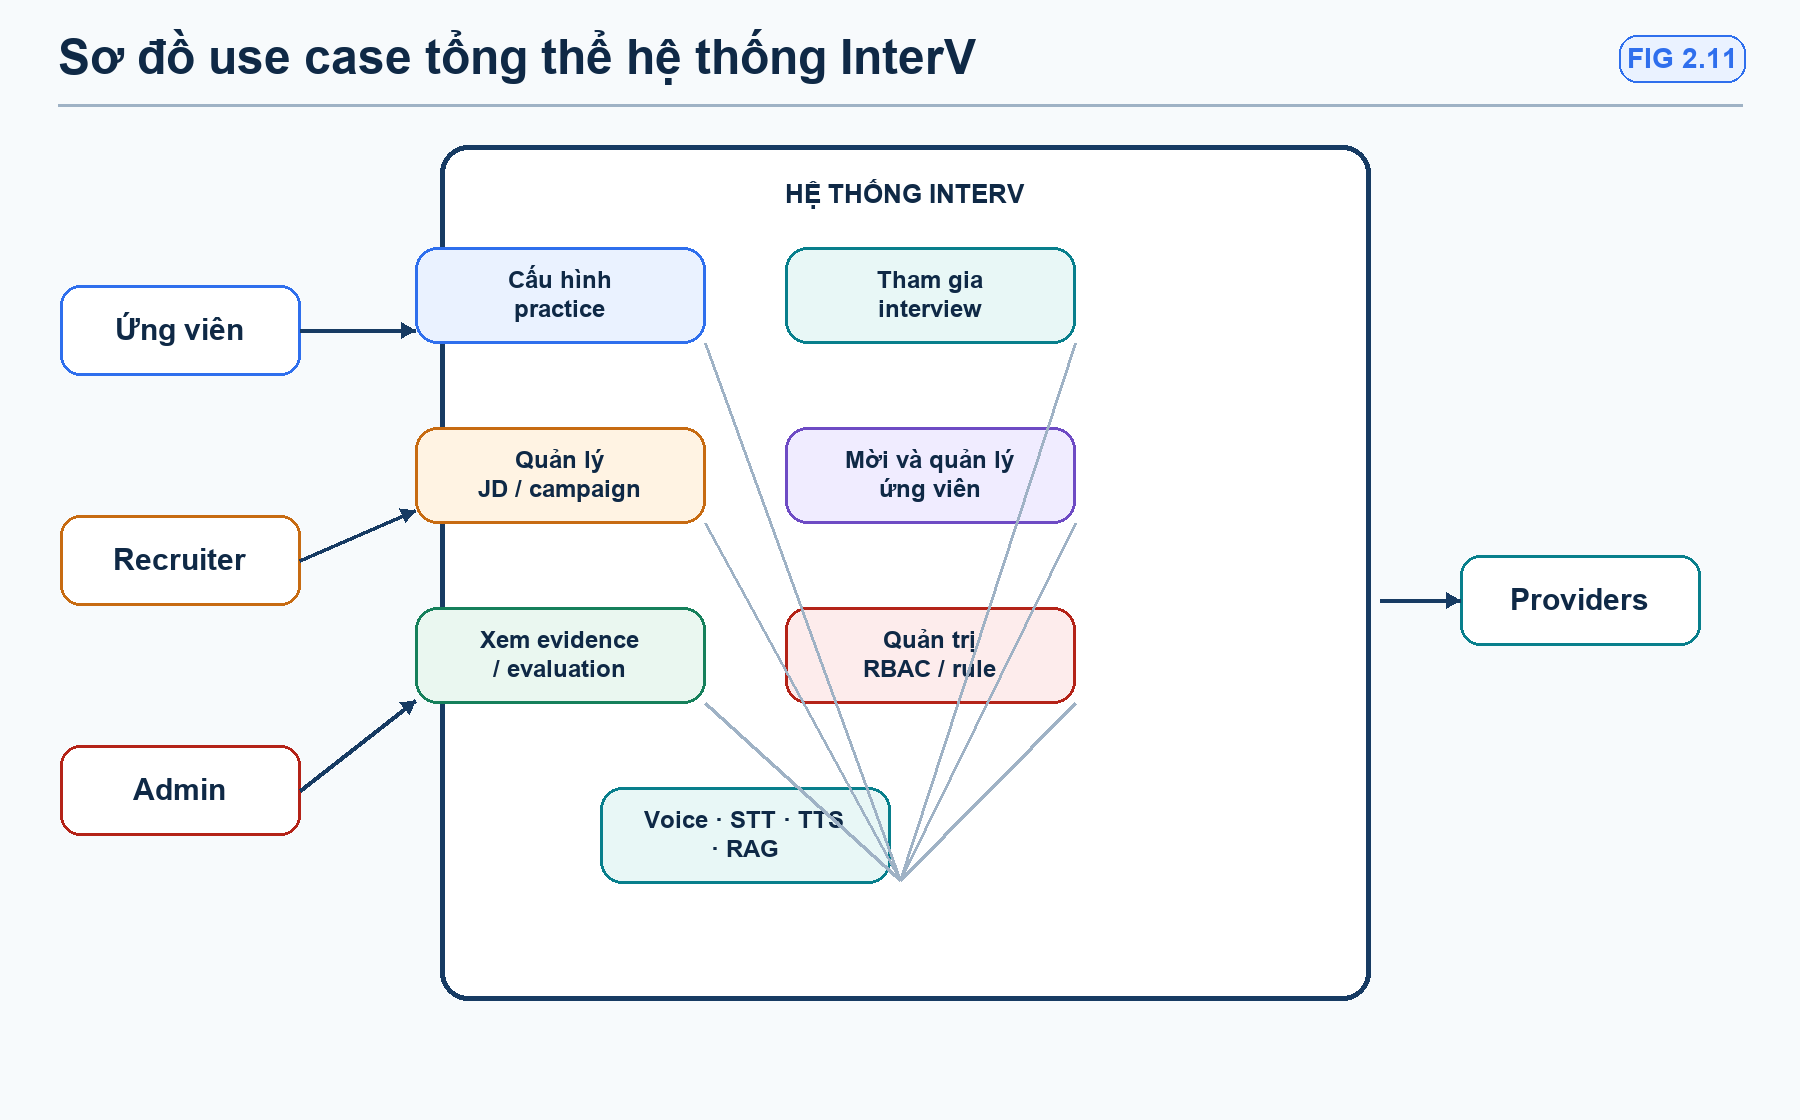 Sơ đồ use case tổng thể hệ thống InterV
FIG 2.11
HỆ THỐNG INTERV
Ứng viên
Cấu hình
practice
Tham gia
interview
Recruiter
Quản lý
JD / campaign
Mời và quản lý
ứng viên
Admin
Xem evidence
/ evaluation
Quản trị
RBAC / rule
Voice · STT · TTS
· RAG
Providers